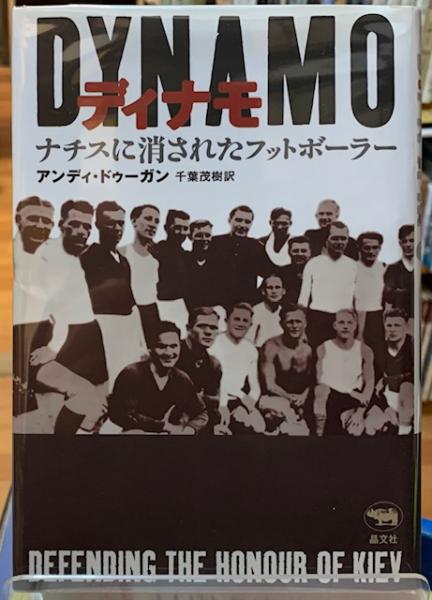 DYNAMO
ディナモ
ナチスに消されたフットボーラー
アンディ・ドゥーガン 千葉茂樹訳
晶文社
DEFENDING THE HONOUR OF KIEV